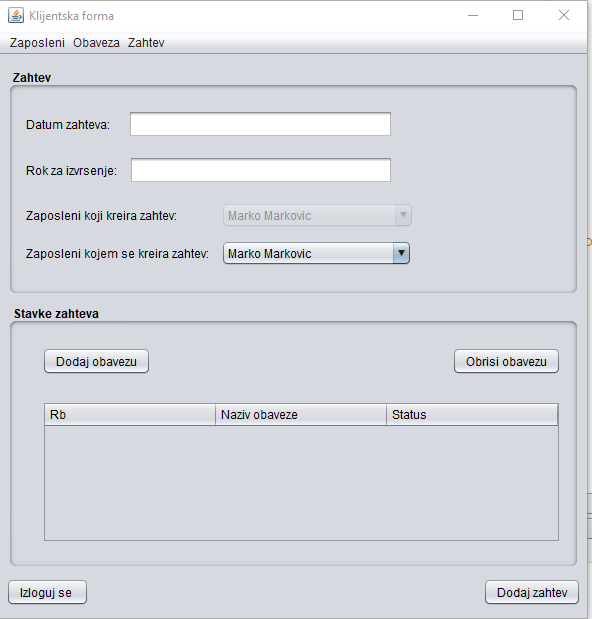 Klijentska forma
Zaposleni Obaveza Zahtev
Zahtev
Datum zahteva:
Rok za izvrsenje:
Zaposleni koji kreira zahtev: Marko Markovic
Zaposleni kojem se kreira zahtev: Marko Markovic
Stavke zahteva
Dodaj obavezu Obrisi obavezu
Rb Naziv obaveze Status
Izloguj se Dodaj zahtev